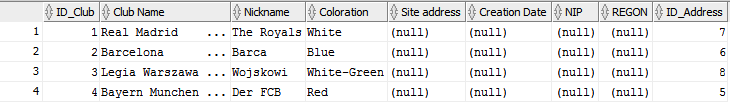 ID_Club Club Name Nickname Coloration Site address Creation Date NIP REGON ID_Address
1 1 Real Madrid ... The Royals White (null) (null) (null) (null) 7
2 2 Barcelona ... Barca Blue (null) (null) (null) (null) 6
3 3 Legia Warszawa ... Wojskowi White-Green (null) (null) (null) (null) 8
4 4 Bayern Munchen ... Der FCB Red (null) (null) (null) (null) 5